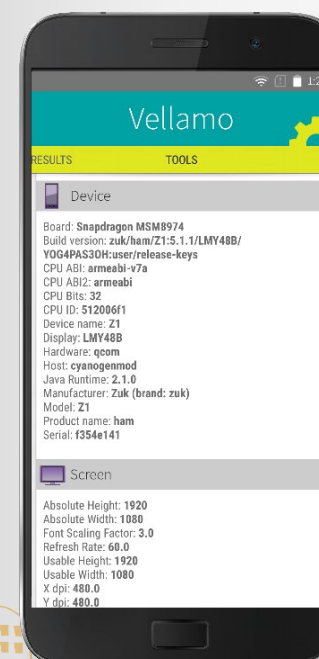 Vellamo
RESULTS TOOLS
Device
Board: Snapdragon MSM8974
Build version: zuk/ham/Z1:5.1.1/LMY48B/
YOG4PAS3OH:user/release-keys
CPU ABI: armeabi-v7a
CPU ABI2: armeabi
CPU Bits: 32
CPU ID: 512006f1
Device name: Z1
Display: LMY48B
Hardware: qcom
Host: cyanogenmod
Java Runtime: 2.1.0
Manufacturer: Zuk (brand: zuk)
Model: Z1
Product name: ham
Serial: f354e141
Screen
Absolute Height: 1920
Absolute Width: 1080
Font Scaling Factor: 3.0
Refresh Rate: 60.0
Usable Height: 1920
Usable Width: 1080
X dpi: 480.0
Y dpi: 480.0